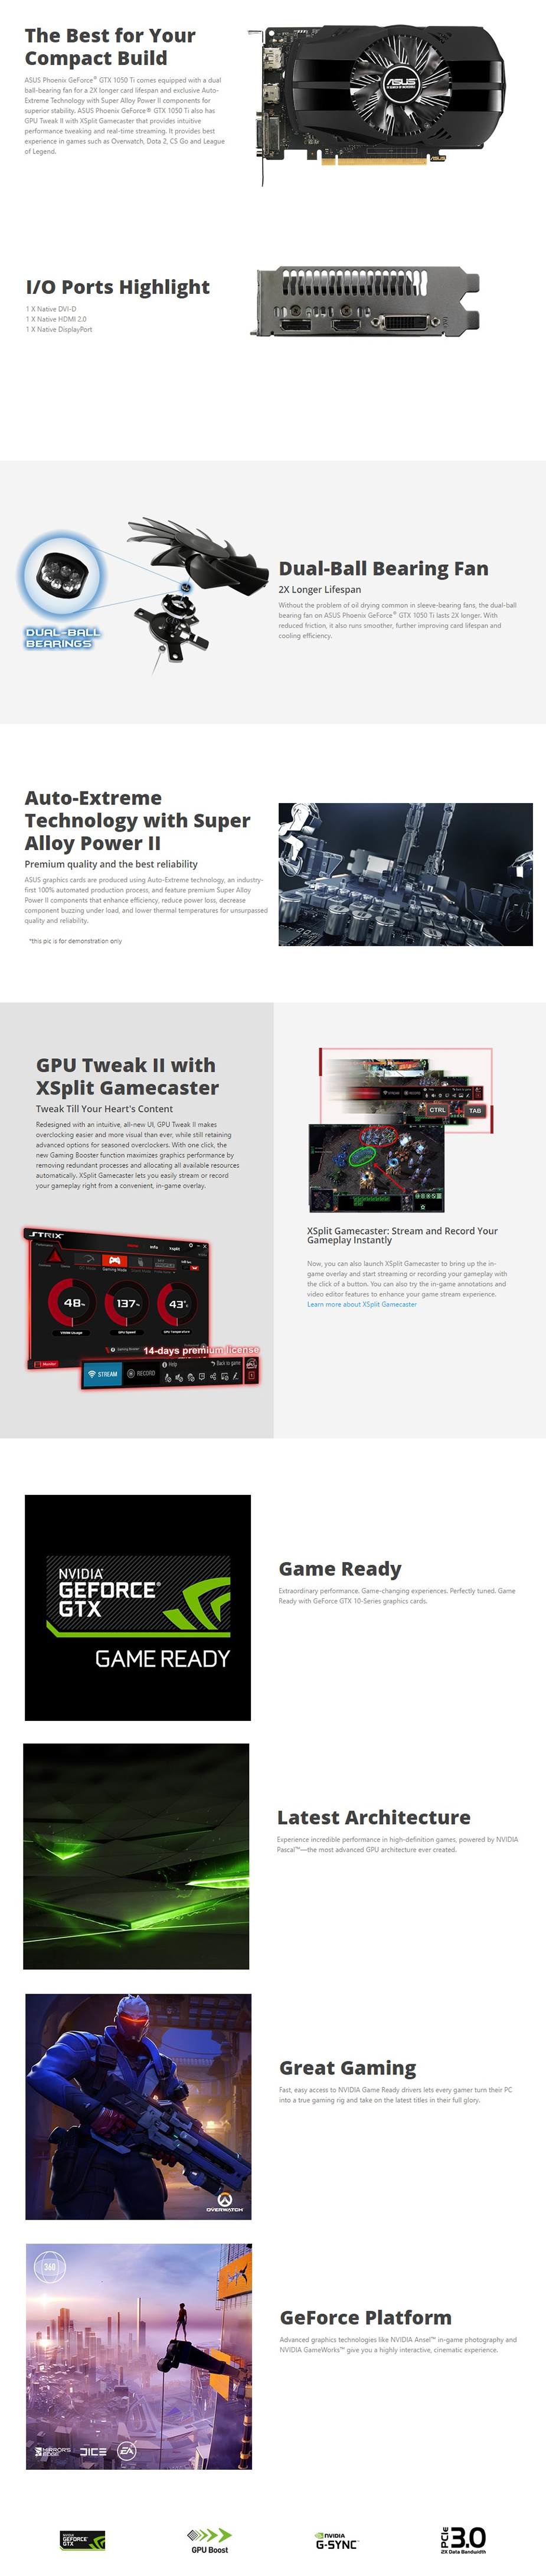 The Best for Your
Compact Build
ASUS Phoenix GeForce® GTX 1050 Ti comes equipped with a dual
ball-bearing fan for a 2X longer card lifespan and exclusive Auto-
Extreme Technology with Super Alloy Power II components for
superior stability. ASUS Phoenix GeForce® GTX 1050 Ti also has
GPU Tweak II with XSplit Gamecaster that provides intuitive
performance tweaking and real-time streaming. It provides best
experience in games such as Overwatch, Dota 2, CS Go and League
of Legend.
ASUS
ASUS
I/O Ports Highlight
1 X Native DVI-D
1 X Native HDMI 2.0
1 X Native DisplayPort
DUAL-BALL
BEARINGS
Dual-Ball Bearing Fan
2X Longer Lifespan
Without the problem of oil drying common in sleeve-bearing fans, the dual-ball
bearing fan on ASUS Phoenix GeForce® GTX 1050 Ti lasts 2X longer. With
reduced friction, it also runs smoother, further improving card lifespan and
cooling efficiency.
Auto-Extreme
Technology with Super
Alloy Power II
Premium quality and the best reliability
ASUS graphics cards are produced using Auto-Extreme technology, an industry-
first 100% automated production process, and feature premium Super Alloy
Power II components that enhance efficiency, reduce power loss, decrease
component buzzing under load, and lower thermal temperatures for unsurpassed
quality and reliability.
*this pic is for demonstration only
GPU Tweak II with
XSplit Gamecaster
Tweak Till Your Heart's Content
Redesigned with an intuitive, all-new UI, GPU Tweak II makes
overclocking easier and more visual than ever, while still retaining
advanced options for seasoned overclockers. With one click, the
new Gaming Booster function maximizes graphics performance by
removing redundant processes and allocating all available resources
automatically. XSplit Gamecaster lets you easily stream or record
your gameplay right from a convenient, in-game overlay.
STRIX
Home Info Xsplit
Gaming Mode
48% 137% 43°
VRAM Usage GPU Speed GPU Temperature
Gaming Booster
14-days premium license
Monitor
STREAM RECORD Help Back to game
CTRL + TAB
XSplit Gamecaster: Stream and Record Your
Gameplay Instantly
Now, you can also launch XSplit Gamecaster to bring up the in-
game overlay and start streaming or recording your gameplay with
the click of a button. You can also try the in-game annotations and
video editor features to enhance your game stream experience.
Learn more about XSplit Gamecaster
NVIDIA
GEFORCE®
GTX
GAME READY
Game Ready
Extraordinary performance. Game-changing experiences. Perfectly tuned. Game
Ready with GeForce GTX 10-Series graphics cards.
Latest Architecture
Experience incredible performance in high-definition games, powered by NVIDIA
Pascal™—the most advanced GPU architecture ever created.
OVERWATCH
Great Gaming
Fast, easy access to NVIDIA Game Ready drivers lets every gamer turn their PC
into a true gaming rig and take on the latest titles in their full glory.
360
MIRROR'S
EDGE
DICE
EA
GeForce Platform
Advanced graphics technologies like NVIDIA Ansel™ in-game photography and
NVIDIA GameWorks™ give you a highly interactive, cinematic experience.
NVIDIA
GEFORCE
GTX
GPU Boost
NVIDIA
G-SYNC™
PCIe 3.0
2X Data Bandwidth